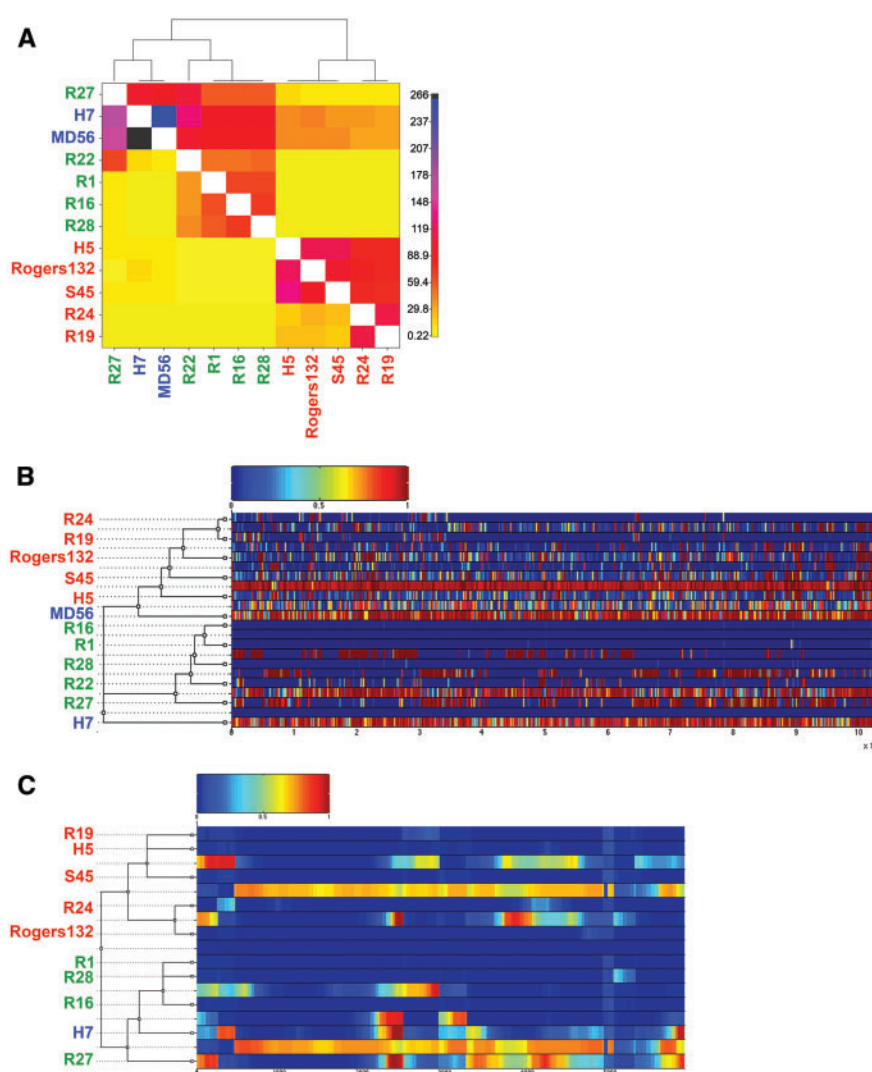 A
R27
H7
MD56
R22
R1
R16
R28
H5
Rogers132
S45
R24
R19
266
237
208
178
148
119
88.9
59.4
29.8
0.22
R27
H7
MD56
R22
R1
R16
R28
H5
Rogers132
S45
R24
R19
B
0
0.5
1
R24
R19
Rogers132
S45
H5
MD56
R16
R1
R28
R22
R27
H7
0 1 2 3 4 5 6 7 8 9 10
C
0
0.5
1
R19
H5
S45
R24
Rogers132
R1
R28
R16
H7
R27